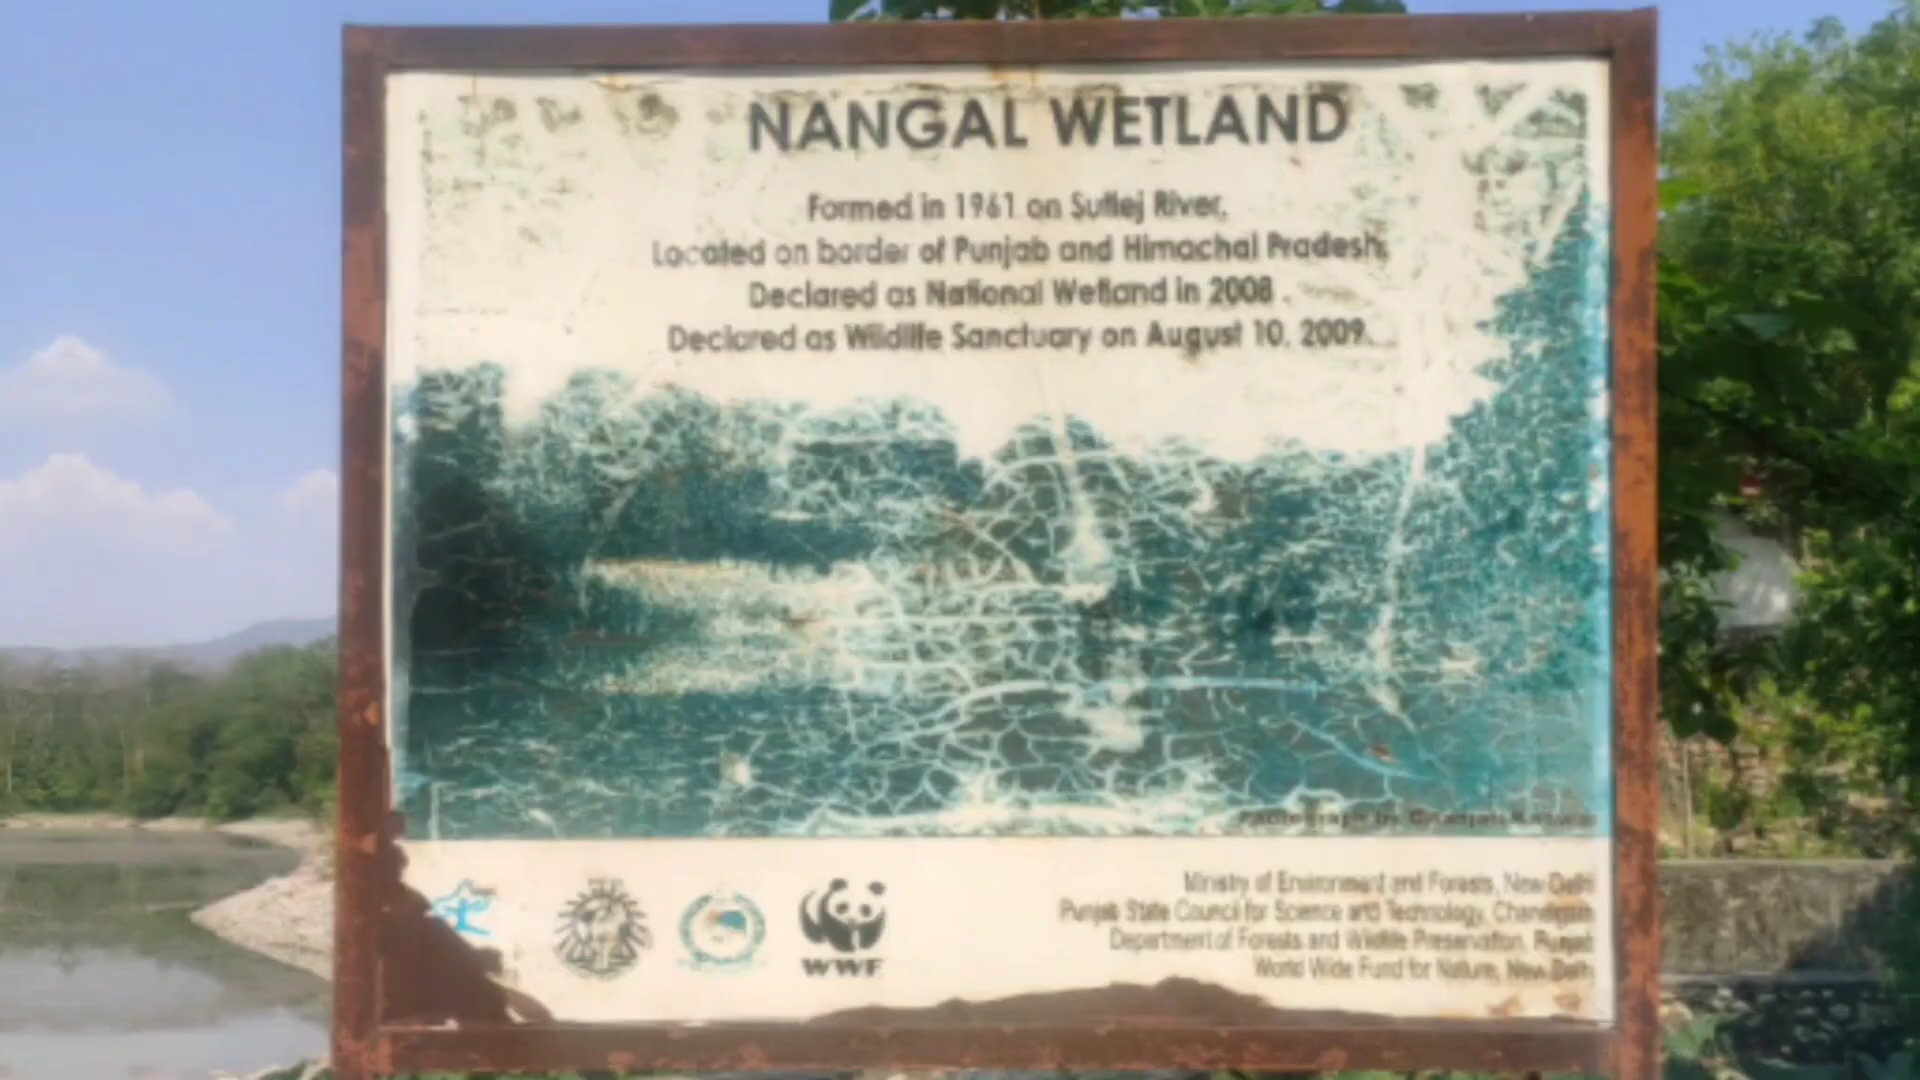 NANGAL WETLAND
Formed in 1961 on Sutlej River,
Located on border of Punjab and Himachal Pradesh,
Declared as National Wetland in 2008 .
Declared as Wildlife Sanctuary on August 10, 2009.
Photograph by
Ministry of Environment and Forests, New Delhi
Punjab State Council for Science and Technology, Chandigarh
Department of Forests and Wildlife Preservation, Punjab
World Wide Fund for Nature, New Delhi
WWF